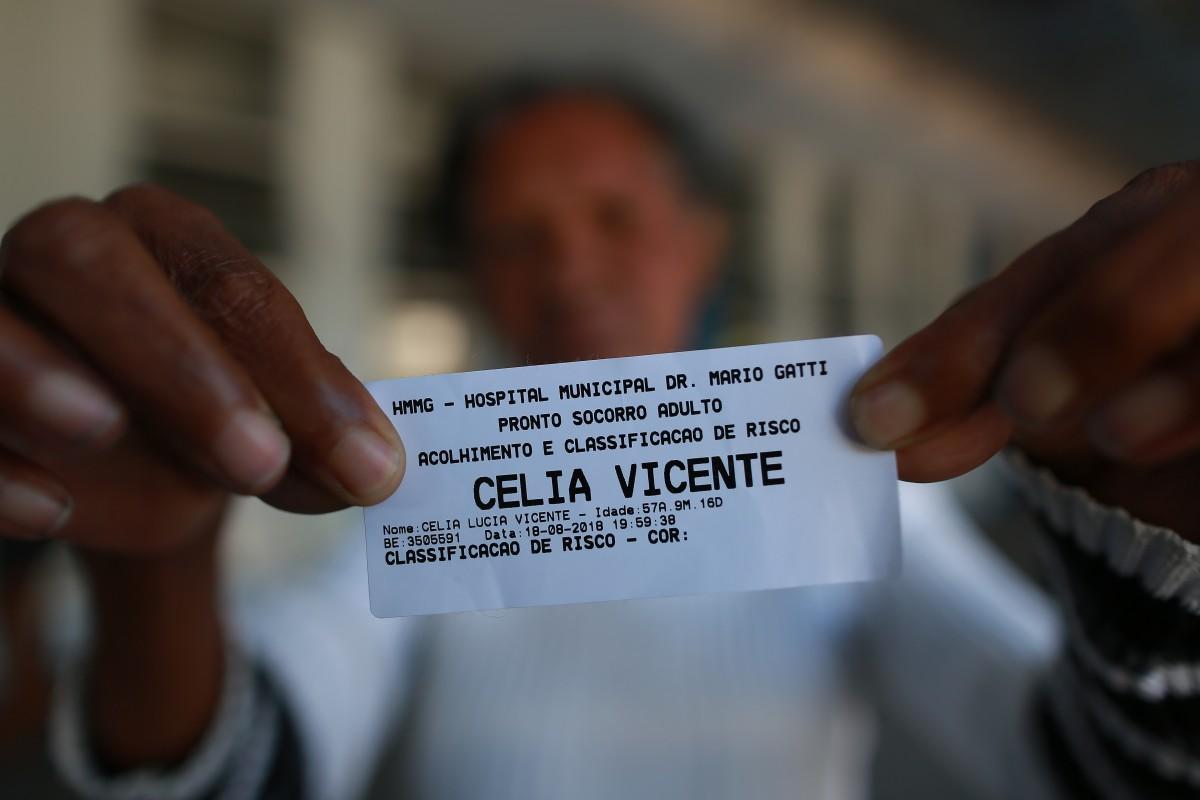 HMMG - HOSPITAL MUNICIPAL DR. MARIO GATTI
PRONTO SOCORRO ADULTO
ACOLHIMENTO E CLASSIFICACAO DE RISCO
CELIA VICENTE
Nome:CELIA LUCIA VICENTE - Idade:57A.9M.16D
BE:3505591 Data:18-08-2018 19:59:38
CLASSIFICACAO DE RISCO - COR: